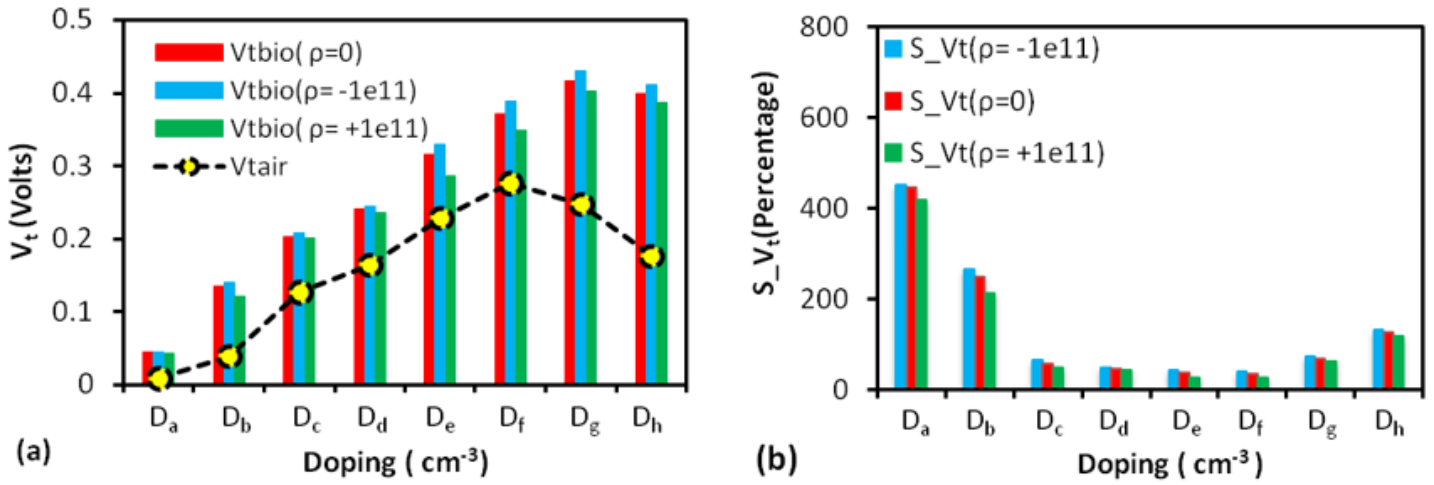 0.5
0.4
0.3
0.2
0.1
0
Vt (Volts)
Vtbio( ρ=0)
Vtbio(ρ= -1e11)
Vtbio( ρ= +1e11)
Vtair
Da Db Dc Dd De Df Dg Dh
Doping ( cm-3)
(a)
800
600
400
200
0
S_Vt(Percentage)
S_Vt(ρ= -1e11)
S_Vt(ρ=0)
S_Vt(ρ= +1e11)
Da Db Dc Dd De Df Dg Dh
Doping ( cm-3)
(b)